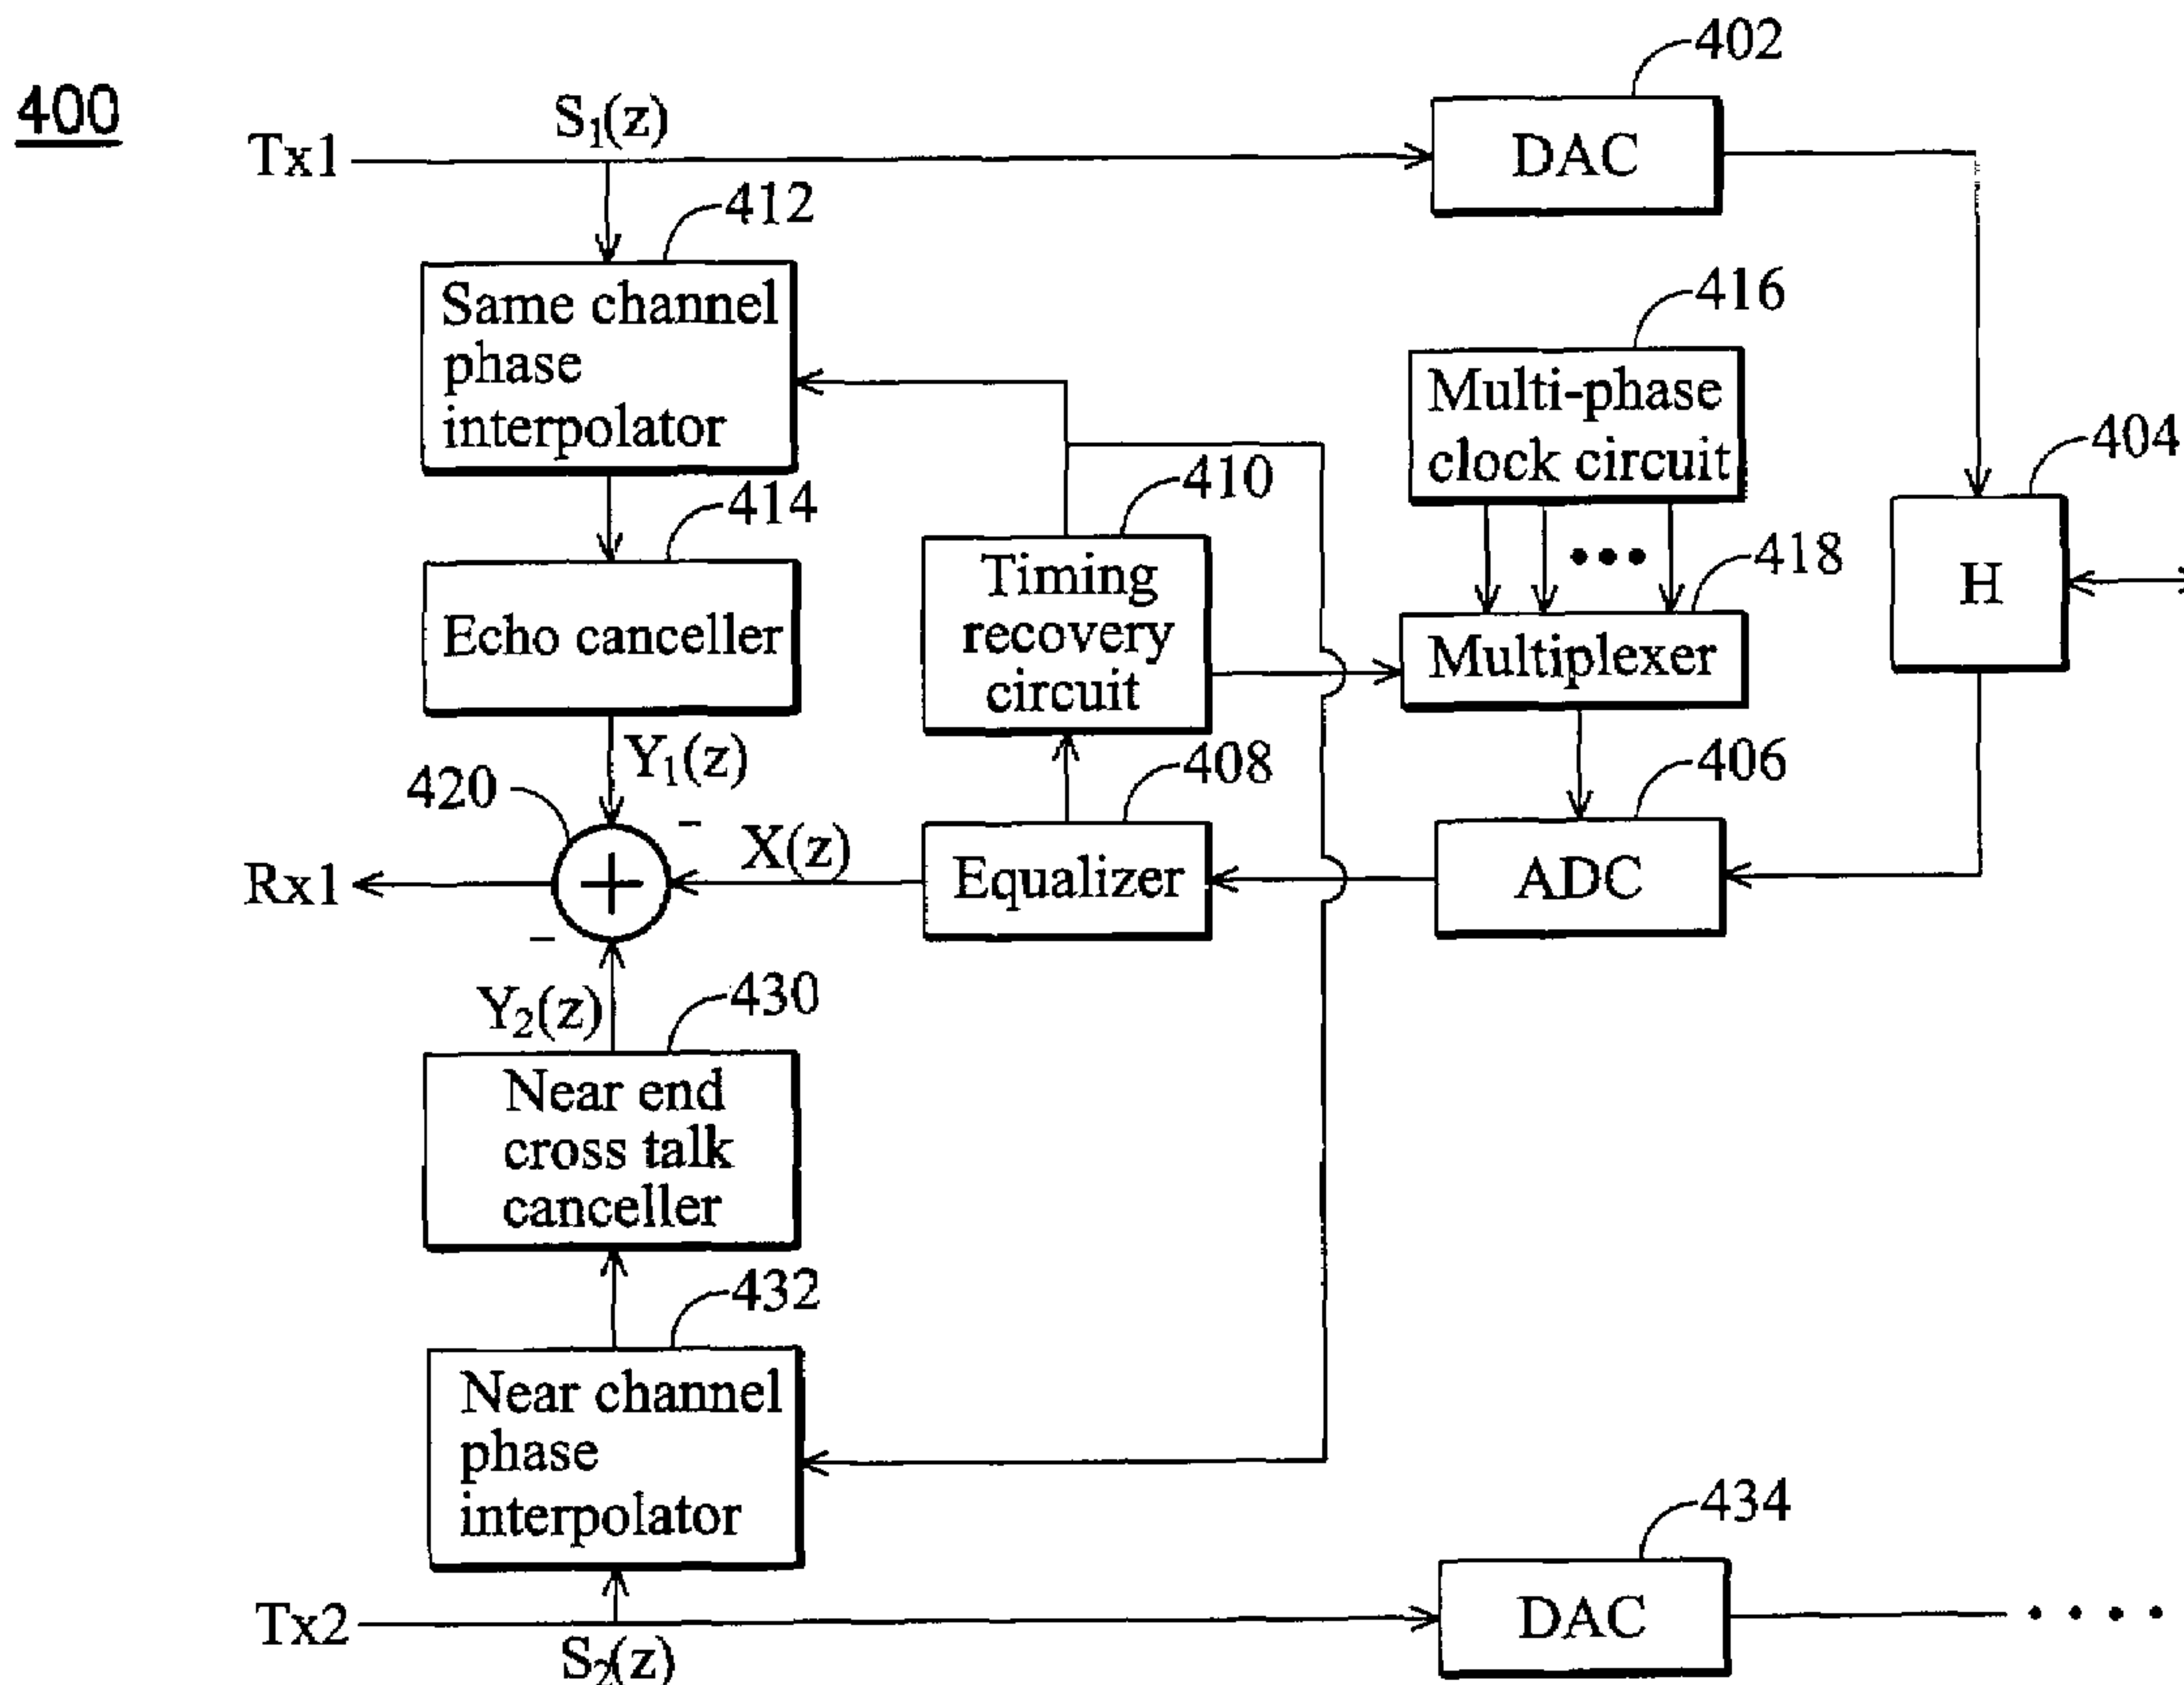 400
Tx1
S₁(z)
402
DAC
412
Same channel
phase
interpolator
416
Multi-phase
clock circuit
404
H
410
Timing
recovery
circuit
414
Echo canceller
418
Multiplexer
Y₁(z)
420
408
406
–
X(z)
Equalizer
ADC
Rx1
–
Y₂(z)
430
Near end
cross talk
canceller
432
Near channel
phase
interpolator
434
DAC
Tx2
S₂(z)